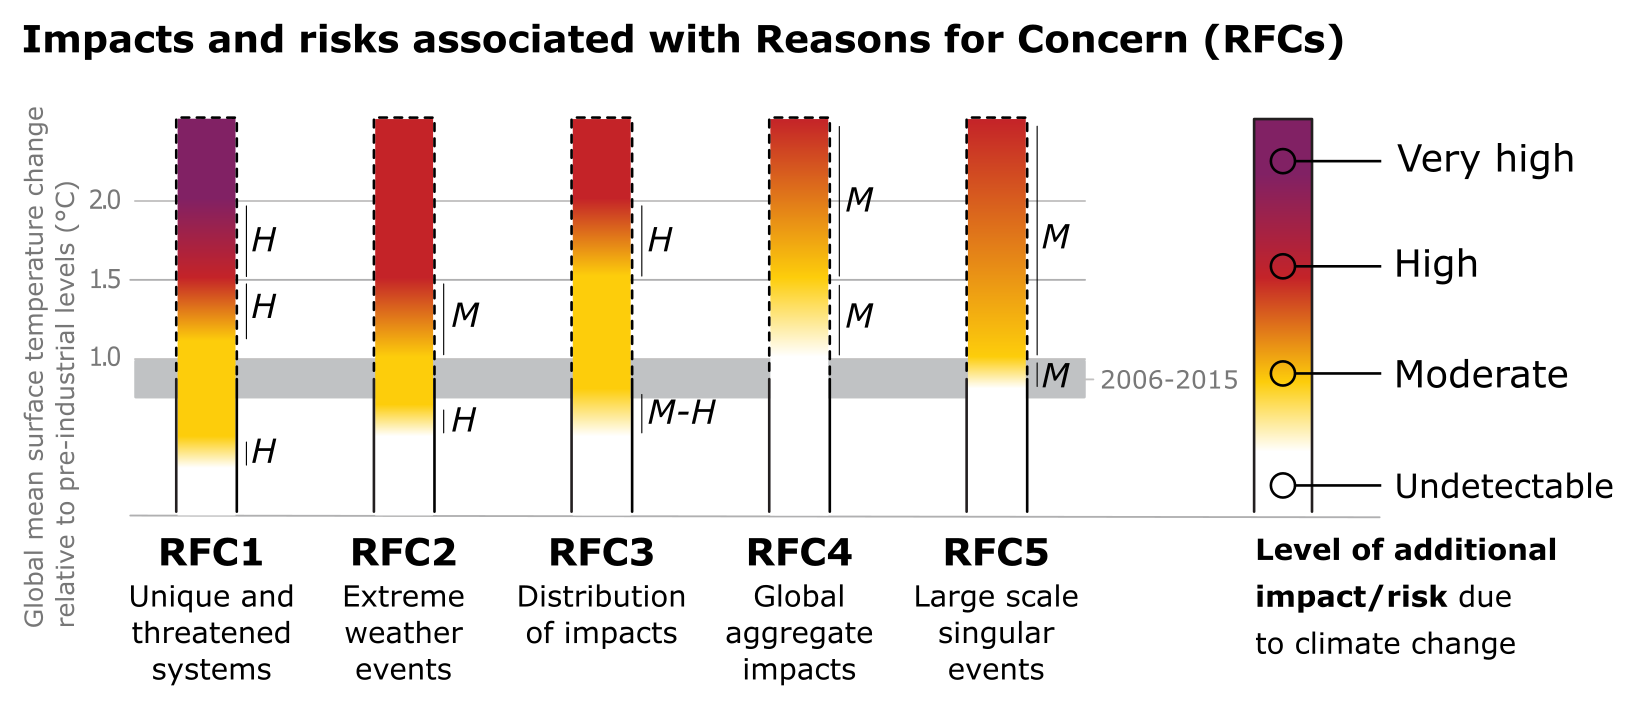 Impacts and risks associated with Reasons for Concern (RFCs)
Global mean surface temperature change
relative to pre-industrial levels (°C)
2.0
1.5
1.0
H
H
H
M
H
H
M-H
M
M
M
M
2006-2015
Very high
High
Moderate
Undetectable
RFC1
Unique and
threatened
systems
RFC2
Extreme
weather
events
RFC3
Distribution
of impacts
RFC4
Global
aggregate
impacts
RFC5
Large scale
singular
events
Level of additional
impact/risk due
to climate change